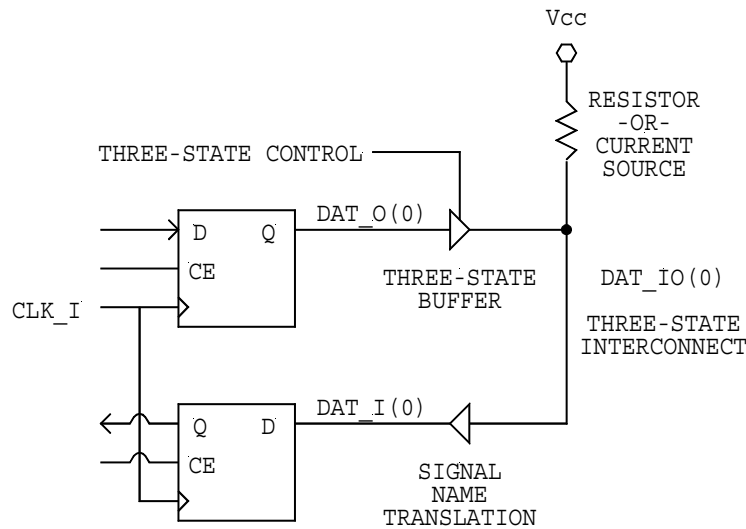 Vcc
RESISTOR
-OR-
CURRENT
SOURCE
THREE-STATE CONTROL
DAT_O(0)
D
Q
CE
THREE-STATE
BUFFER
DAT_IO(0)
CLK_I
THREE-STATE
INTERCONNECT
DAT_I(0)
Q
D
CE
SIGNAL
NAME
TRANSLATION